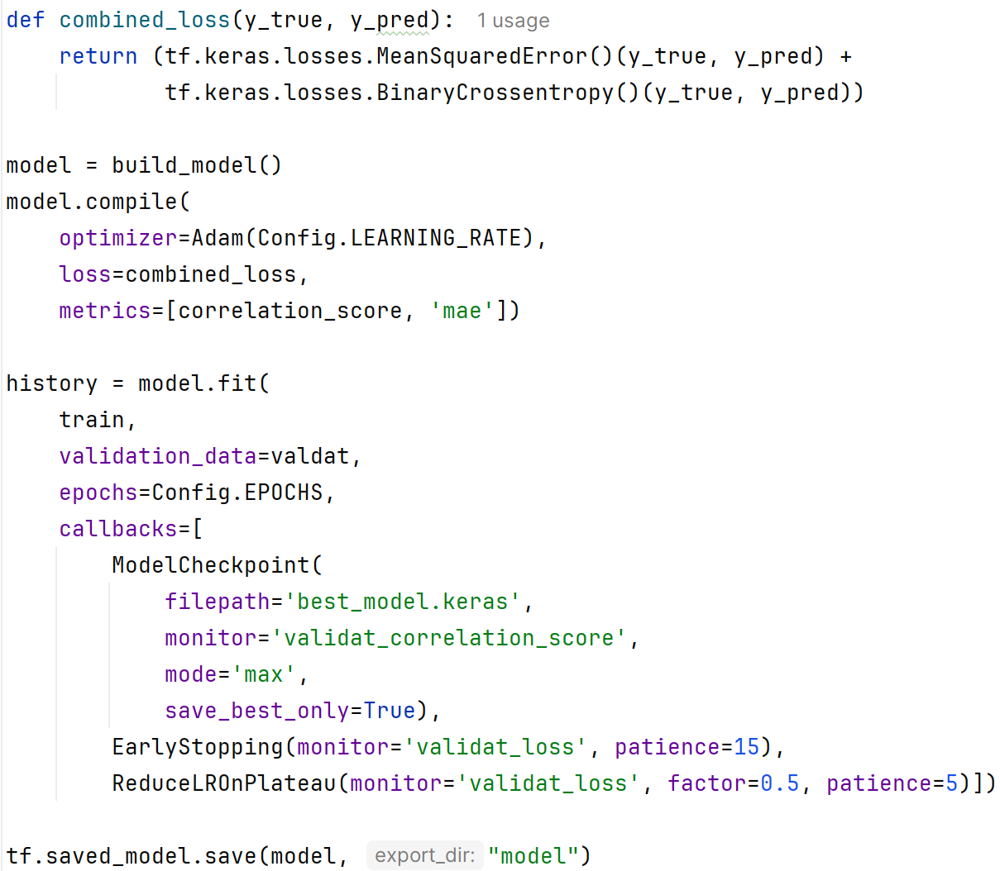 def combined_loss(y_true, y_pred): 1 usage
    return (tf.keras.losses.MeanSquaredError()(y_true, y_pred) +
            tf.keras.losses.BinaryCrossentropy()(y_true, y_pred))

model = build_model()
model.compile(
    optimizer=Adam(Config.LEARNING_RATE),
    loss=combined_loss,
    metrics=[correlation_score, 'mae'])

history = model.fit(
    train,
    validation_data=valdat,
    epochs=Config.EPOCHS,
    callbacks=[
        ModelCheckpoint(
            filepath='best_model.keras',
            monitor='validat_correlation_score',
            mode='max',
            save_best_only=True),
        EarlyStopping(monitor='validat_loss', patience=15),
        ReduceLROnPlateau(monitor='validat_loss', factor=0.5, patience=5)])

tf.saved_model.save(model, export_dir: "model")